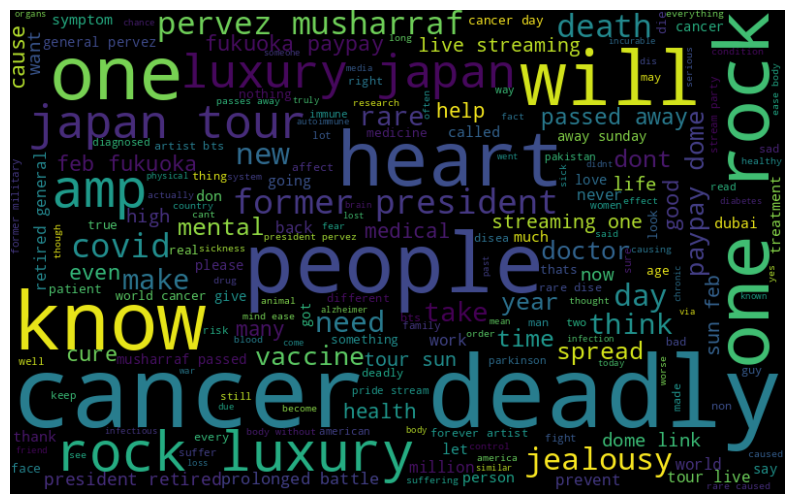 symptom pervez musharraf cancer day death everything organs chance
cause want general pervez fukuoka paypay live streaming long someone die cancer incurable condition
one luxury japan will nothing right media dis may serious
japan tour passes away truly immune research autoimmune rare help often way fact passed away ease body stream party
diagnosed artist bts lot medicine called away sunday pakistan sad
feb fukuoka new going affect heart dont didnt went sick healthy
retired general physical thing system don actually love life women effect read diabetes
amp former president never good look paypay dome one rock
high country cant true mental brain lost streaming one said dubai treatment
covid real fear back medical much disea doctor causing sure
even sickness president pervez please people thats now age sun feb yes former military
make patient drug different rare dise thought chronic though
world cancer give animal got bts take year day known via
know mind ease alzheimer need past time think
risk many something family order man two infection bad
well cure musharraf passed blood come work mean parkinson today guy
vaccine tour sun spread worse
war deadly
cancer deadly
keep still due become pride stream health made non
thank infectious every body without american forever artist body let fight dome link caused
friend see rock luxury suffer control america million jealousy world say
face loss suffering similar person prevent tour live rare caused
president retired prolonged battle